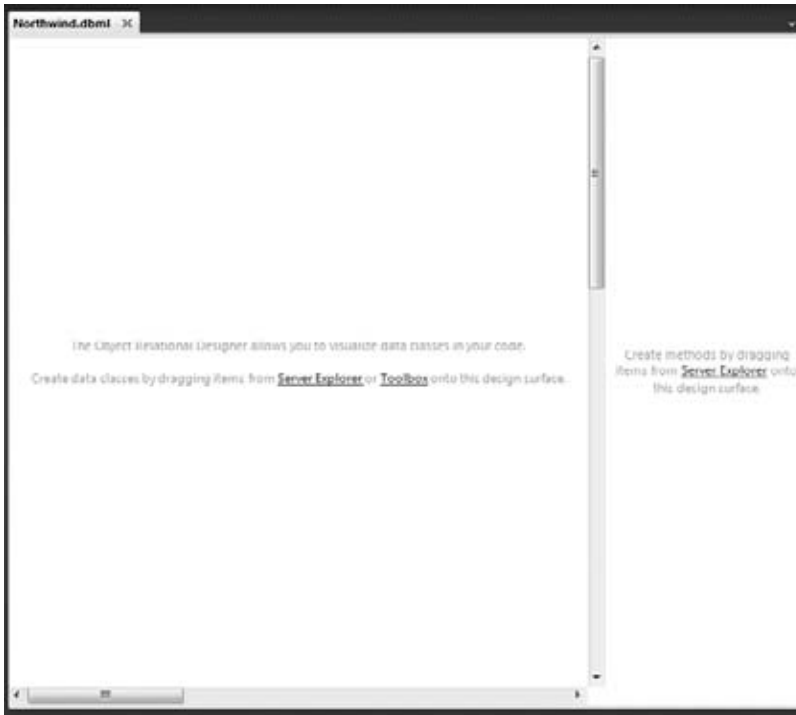 Northwind.dbml
The Object Relational Designer allows you to visualize data classes in your code.
Create data classes by dragging items from Server Explorer or Toolbox onto this design surface.
Create methods by dragging
items from Server Explorer onto
this design surface.